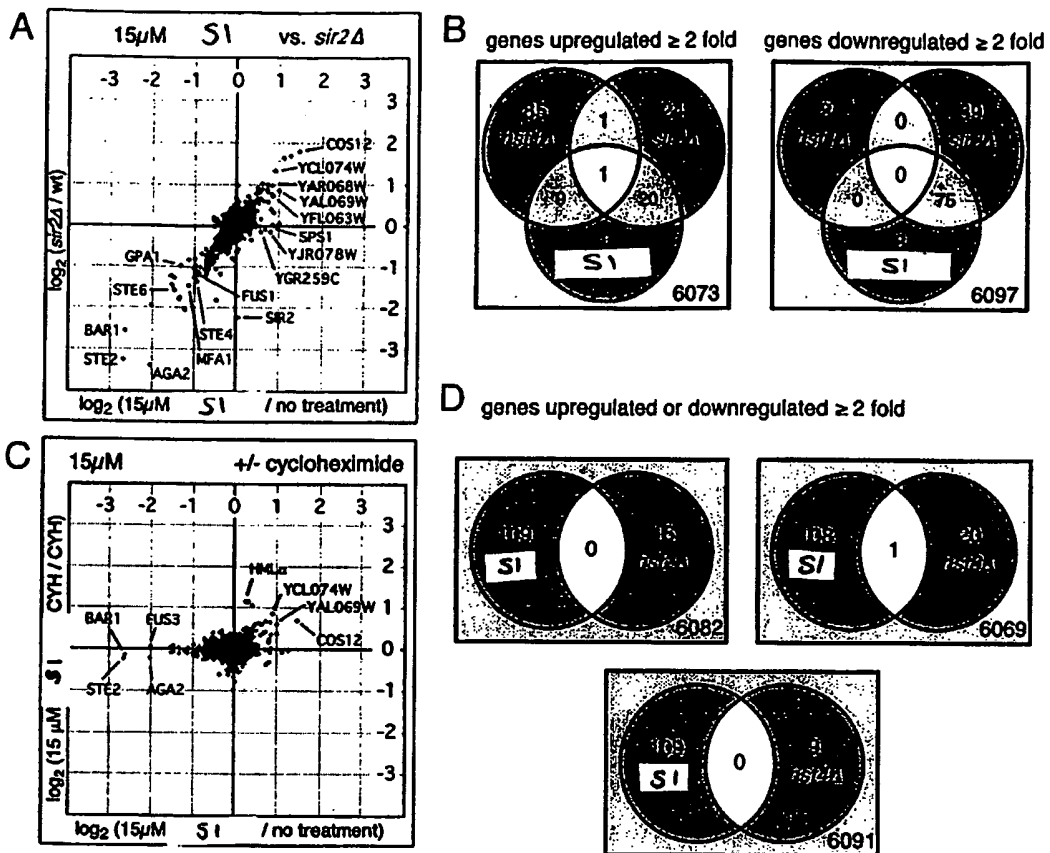 A
15µM S1 vs. sir2Δ
-3 -2 -1 0 1 2 3
3
2
1
0
-1
-2
-3
COS12
YCL074W
YAR068W
YAL069W
YFL063W
SPS1
YJR078W
YGR259C
GPA1
STE6
FUS1
SIR2
BAR1
STE4
STE2
MFA1
AGA2
log₂ (sir2Δ / wt)
log₂ (15µM S1 / no treatment)
B
genes upregulated ≥ 2 fold
1
1
20
S1
6073
genes downregulated ≥ 2 fold
0
0
0
75
S1
6097
C
15µM +/- cycloheximide
-3 -2 -1 0 1 2 3
3
2
1
0
-1
-2
-3
HMLα
YCL074W
YAL069W
COS12
BAR1
FUS3
STE2
AGA2
log₂ (15 µM S1 CYH / CYH)
log₂ (15µM S1 / no treatment)
D
genes upregulated or downregulated ≥ 2 fold
S1
0
6082
S1
1
20
6069
S1
0
9
6091